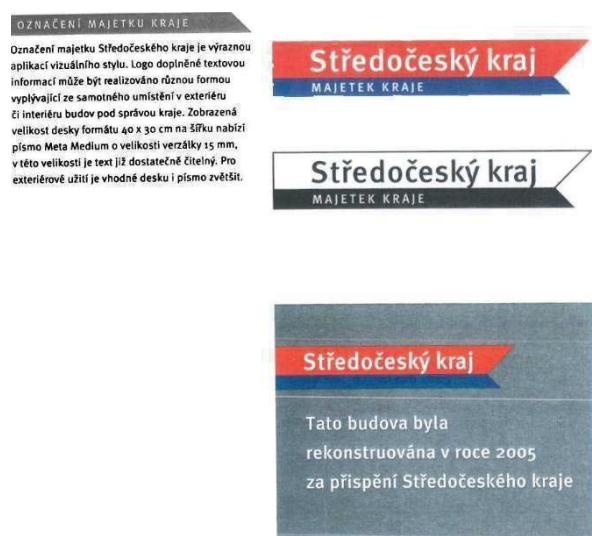 OZNAČENÍ MAJETKU KRAJE
Označení majetku Středočeského kraje je výraznou
aplikací vizuálního stylu. Logo doplněné textovou
informací může být realizováno různou formou
vyplývající ze samotného umístění v exteriéru
či interiéru budov pod správou kraje. Zobrazená
velikost desky formátu 40 x 30 cm na šířku nabízí
písmo Meta Medium o velikosti verzálky 15 mm,
v této velikosti je text již dostatečně čitelný. Pro
exteriérové užití je vhodné desku i písmo zvětšit.
Středočeský kraj
MAJETEK KRAJE
Středočeský kraj
MAJETEK KRAJE
Středočeský kraj
Tato budova byla
rekonstruována v roce 2005
za přispění Středočeského kraje